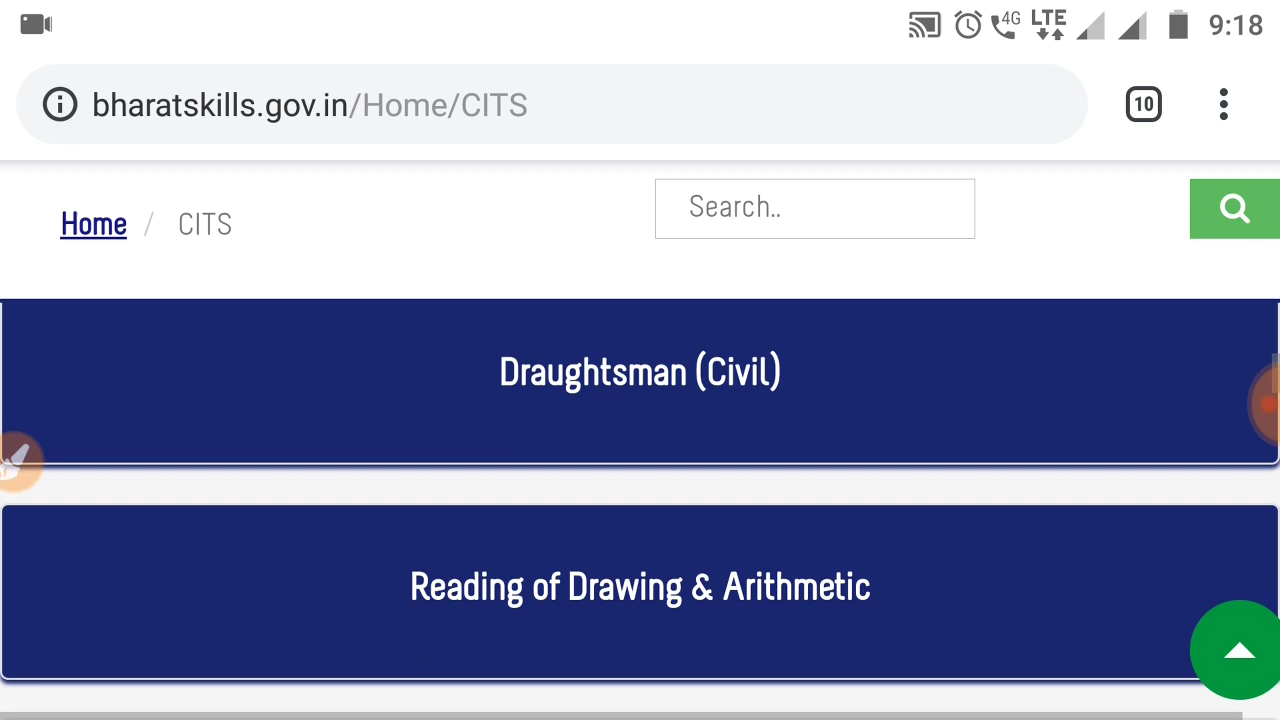 4G LTE 9:18
bharatskills.gov.in/Home/CITS 10
Home / CITS Search..
Draughtsman (Civil)
Reading of Drawing & Arithmetic